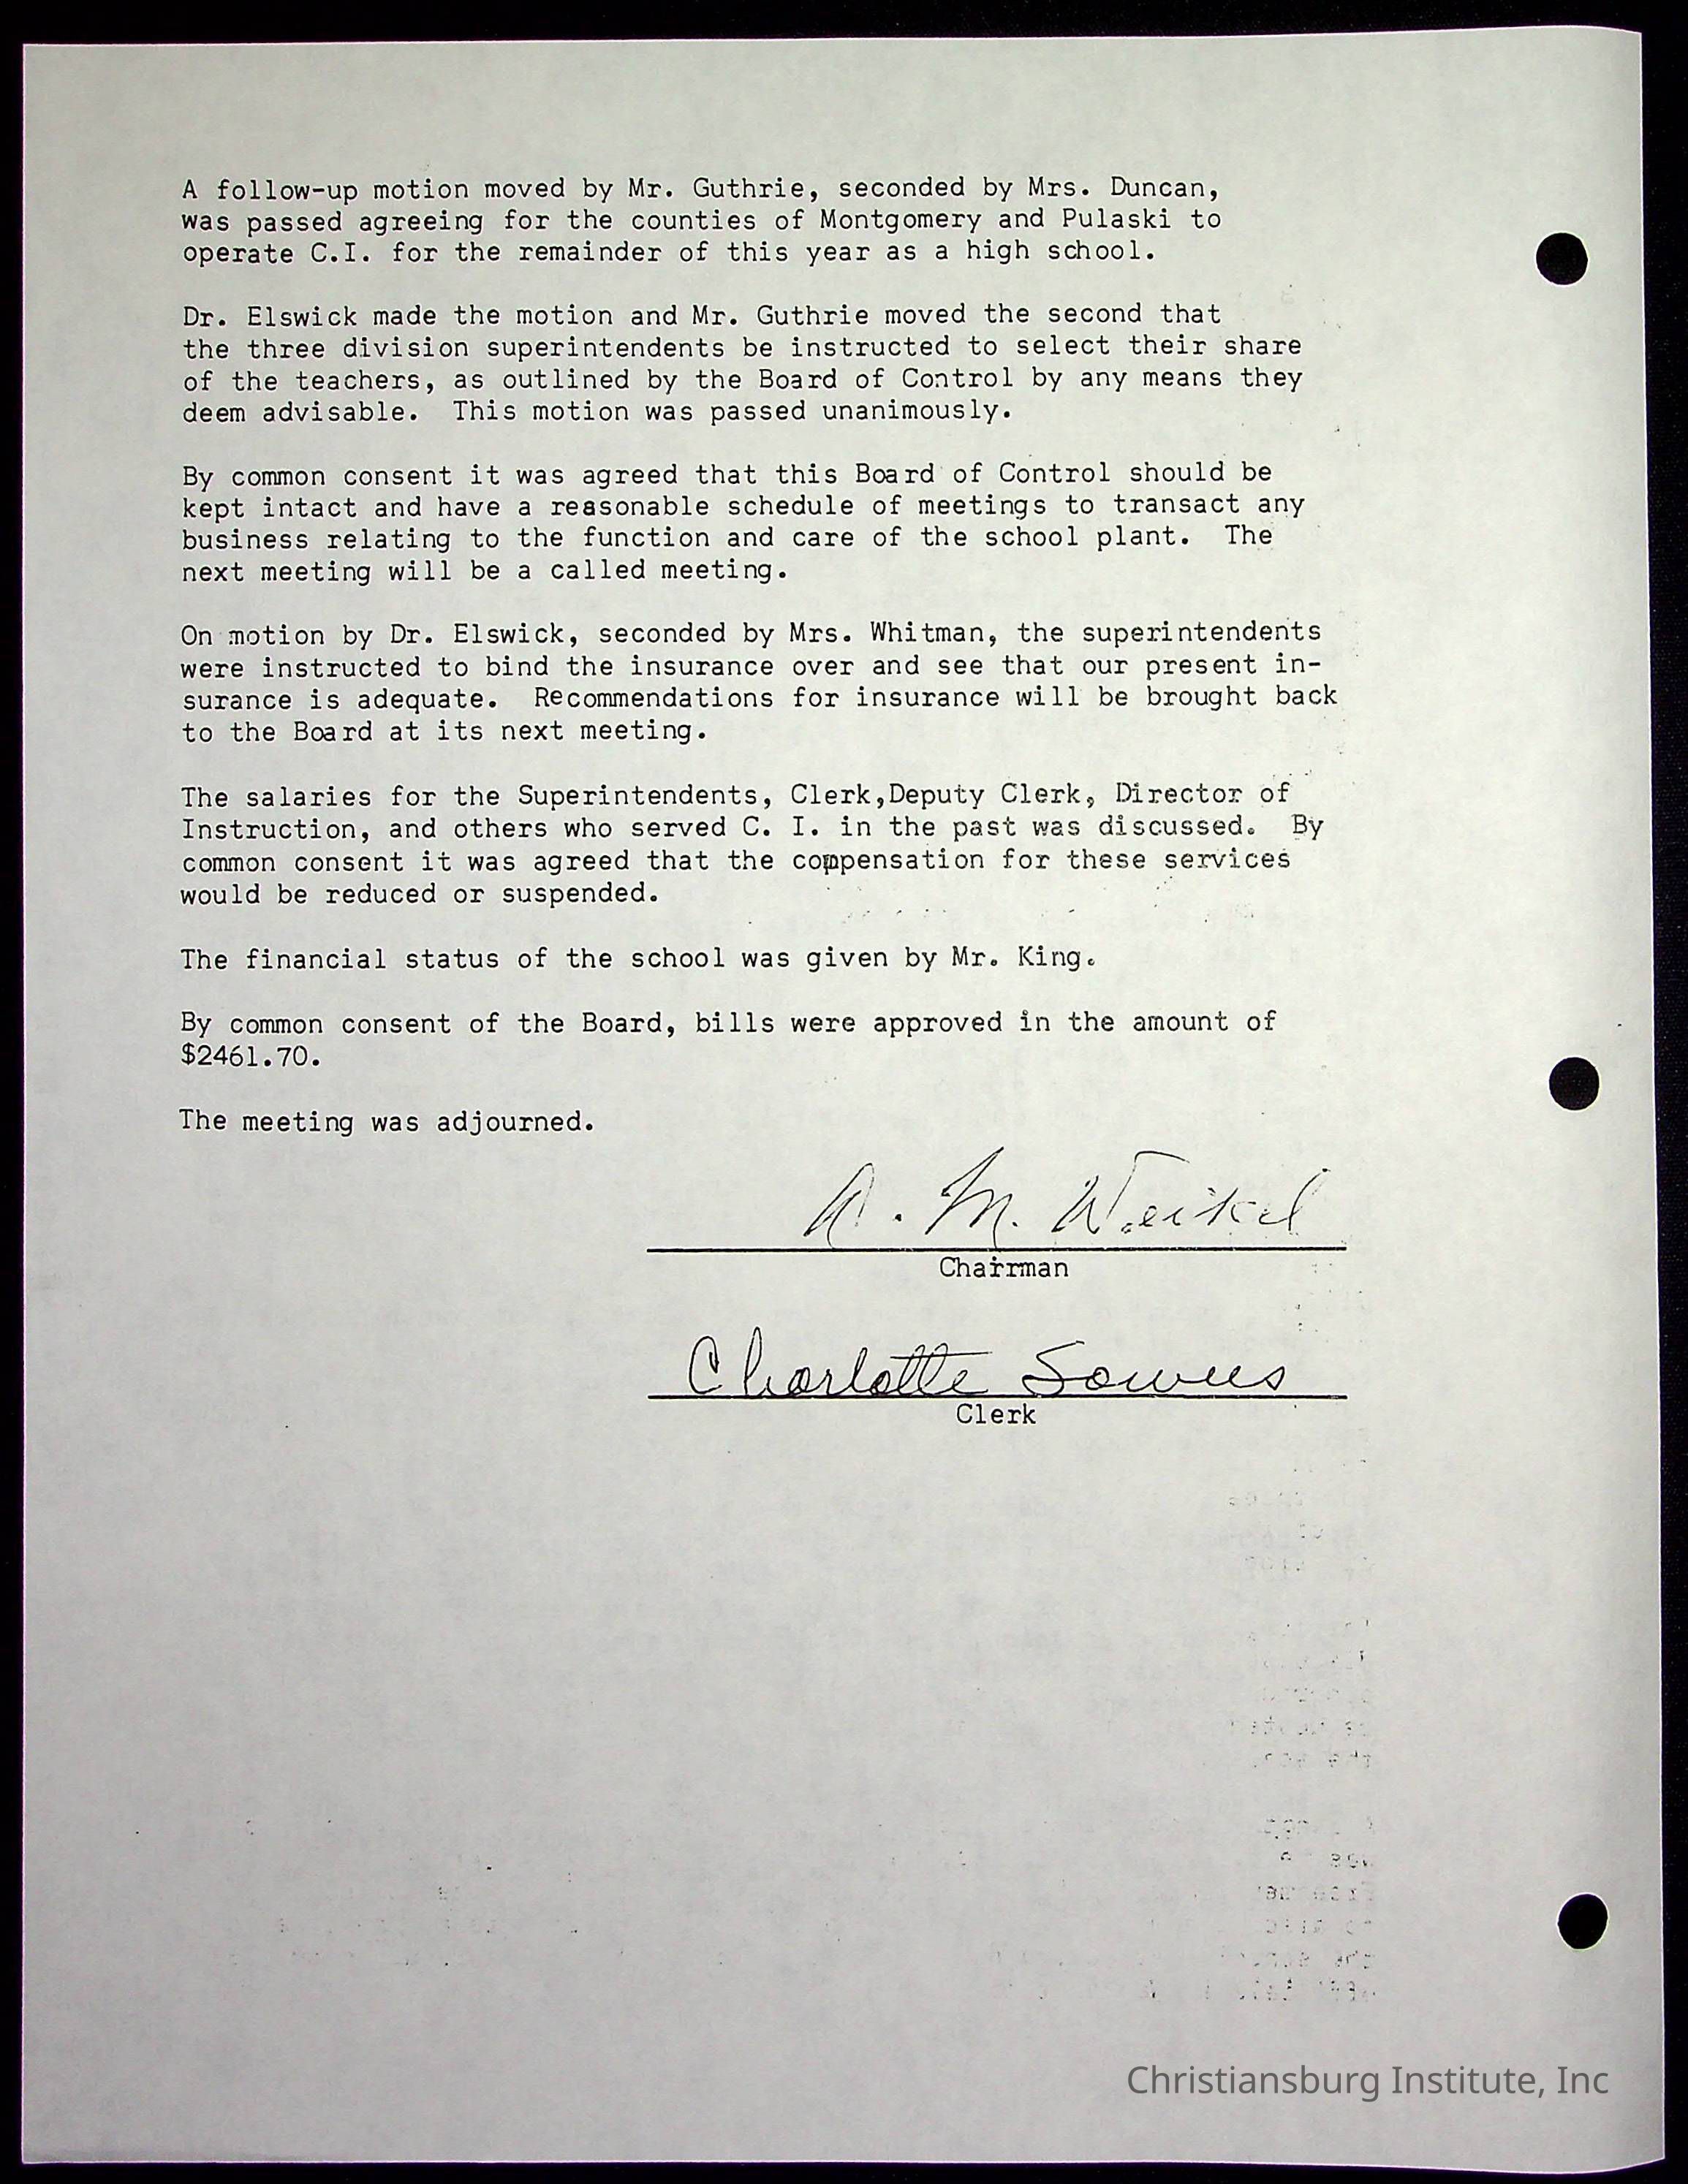 A follow-up motion moved by Mr. Guthrie, seconded by Mrs. Duncan,
was passed agreeing for the counties of Montgomery and Pulaski to
operate C.I. for the remainder of this year as a high school.
Dr. Elswick made the motion and Mr. Guthrie moved the second that
the three division superintendents be instructed to select their share
of the teachers, as outlined by the Board of Control by any means they
deem advisable.  This motion was passed unanimously.
By common consent it was agreed that this Board of Control should be
kept intact and have a reasonable schedule of meetings to transact any
business relating to the function and care of the school plant.  The
next meeting will be a called meeting.
On motion by Dr. Elswick, seconded by Mrs. Whitman, the superintendents
were instructed to bind the insurance over and see that our present in-
surance is adequate.  Recommendations for insurance will be brought back
to the Board at its next meeting.
The salaries for the Superintendents, Clerk,Deputy Clerk, Director of
Instruction, and others who served C. I. in the past was discussed.  By
common consent it was agreed that the compensation for these services
would be reduced or suspended.
The financial status of the school was given by Mr. King.
By common consent of the Board, bills were approved in the amount of
$2461.70.
The meeting was adjourned.
A. M. Weikel
Chairman
Charlotte Sowers
Clerk
Christiansburg Institute, Inc